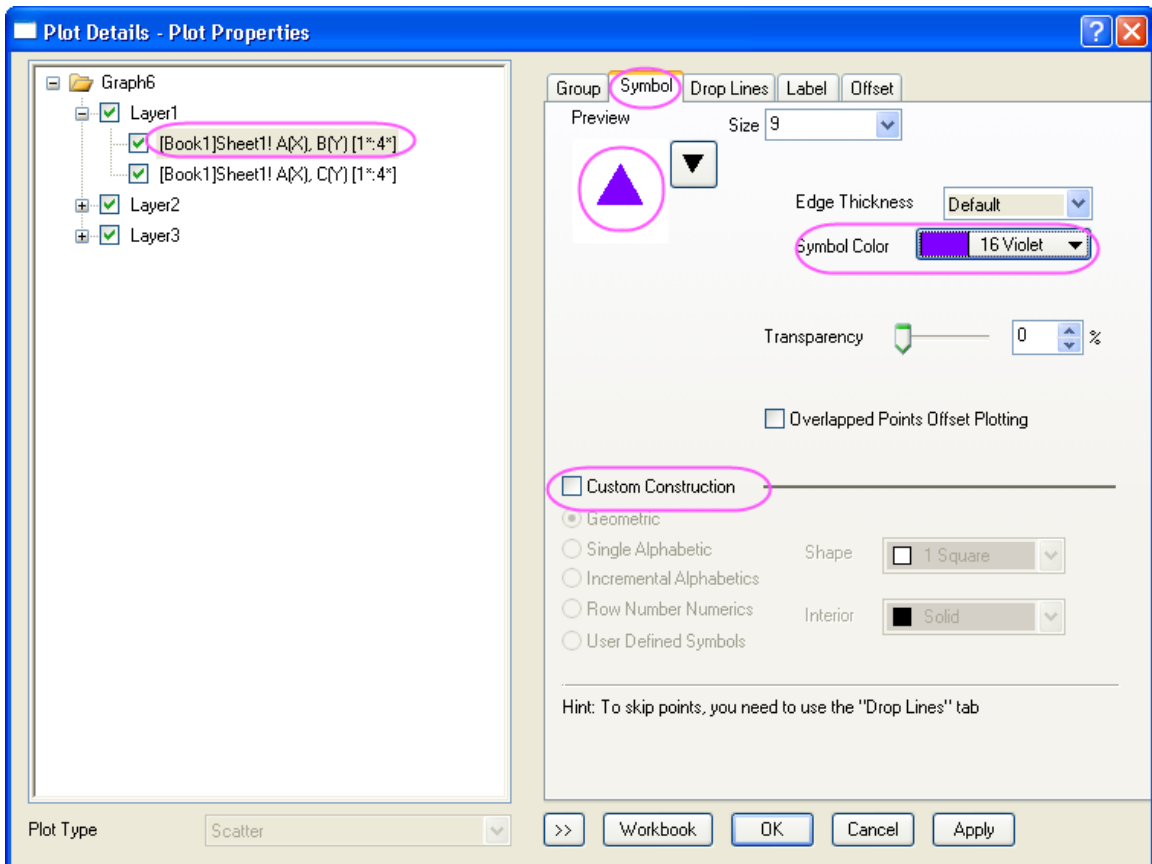 Plot Details - Plot Properties
Graph6
Layer1
[Book1]Sheet1! A(X), B(Y) [1*:4*]
[Book1]Sheet1! A(X), C(Y) [1*:4*]
Layer2
Layer3
Plot Type
Scatter
Group Symbol Drop Lines Label Offset
Preview
Size 9
Edge Thickness Default
Symbol Color 16 Violet
Transparency 0 %
Overlapped Points Offset Plotting
Custom Construction
Geometric
Single Alphabetic
Incremental Alphabetics
Row Number Numerics
User Defined Symbols
Shape 1 Square
Interior Solid
Hint: To skip points, you need to use the "Drop Lines" tab
>> Workbook OK Cancel Apply